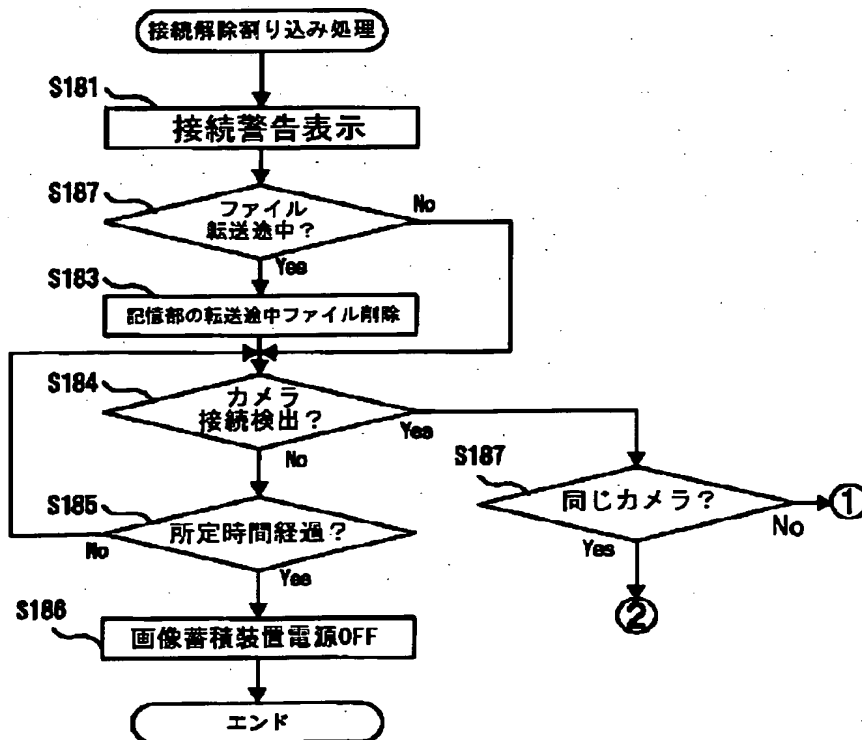 接続解除割り込み処理
S181
接続警告表示
S187
ファイル
転送途中?
No
Yes
S183
記憶部の転送途中ファイル削除
S184
カメラ
接続検出?
Yes
No
S187
同じカメラ?
No
①
Yes
②
S185
所定時間経過?
No
Yes
S186
画像蓄積装置電源OFF
エンド